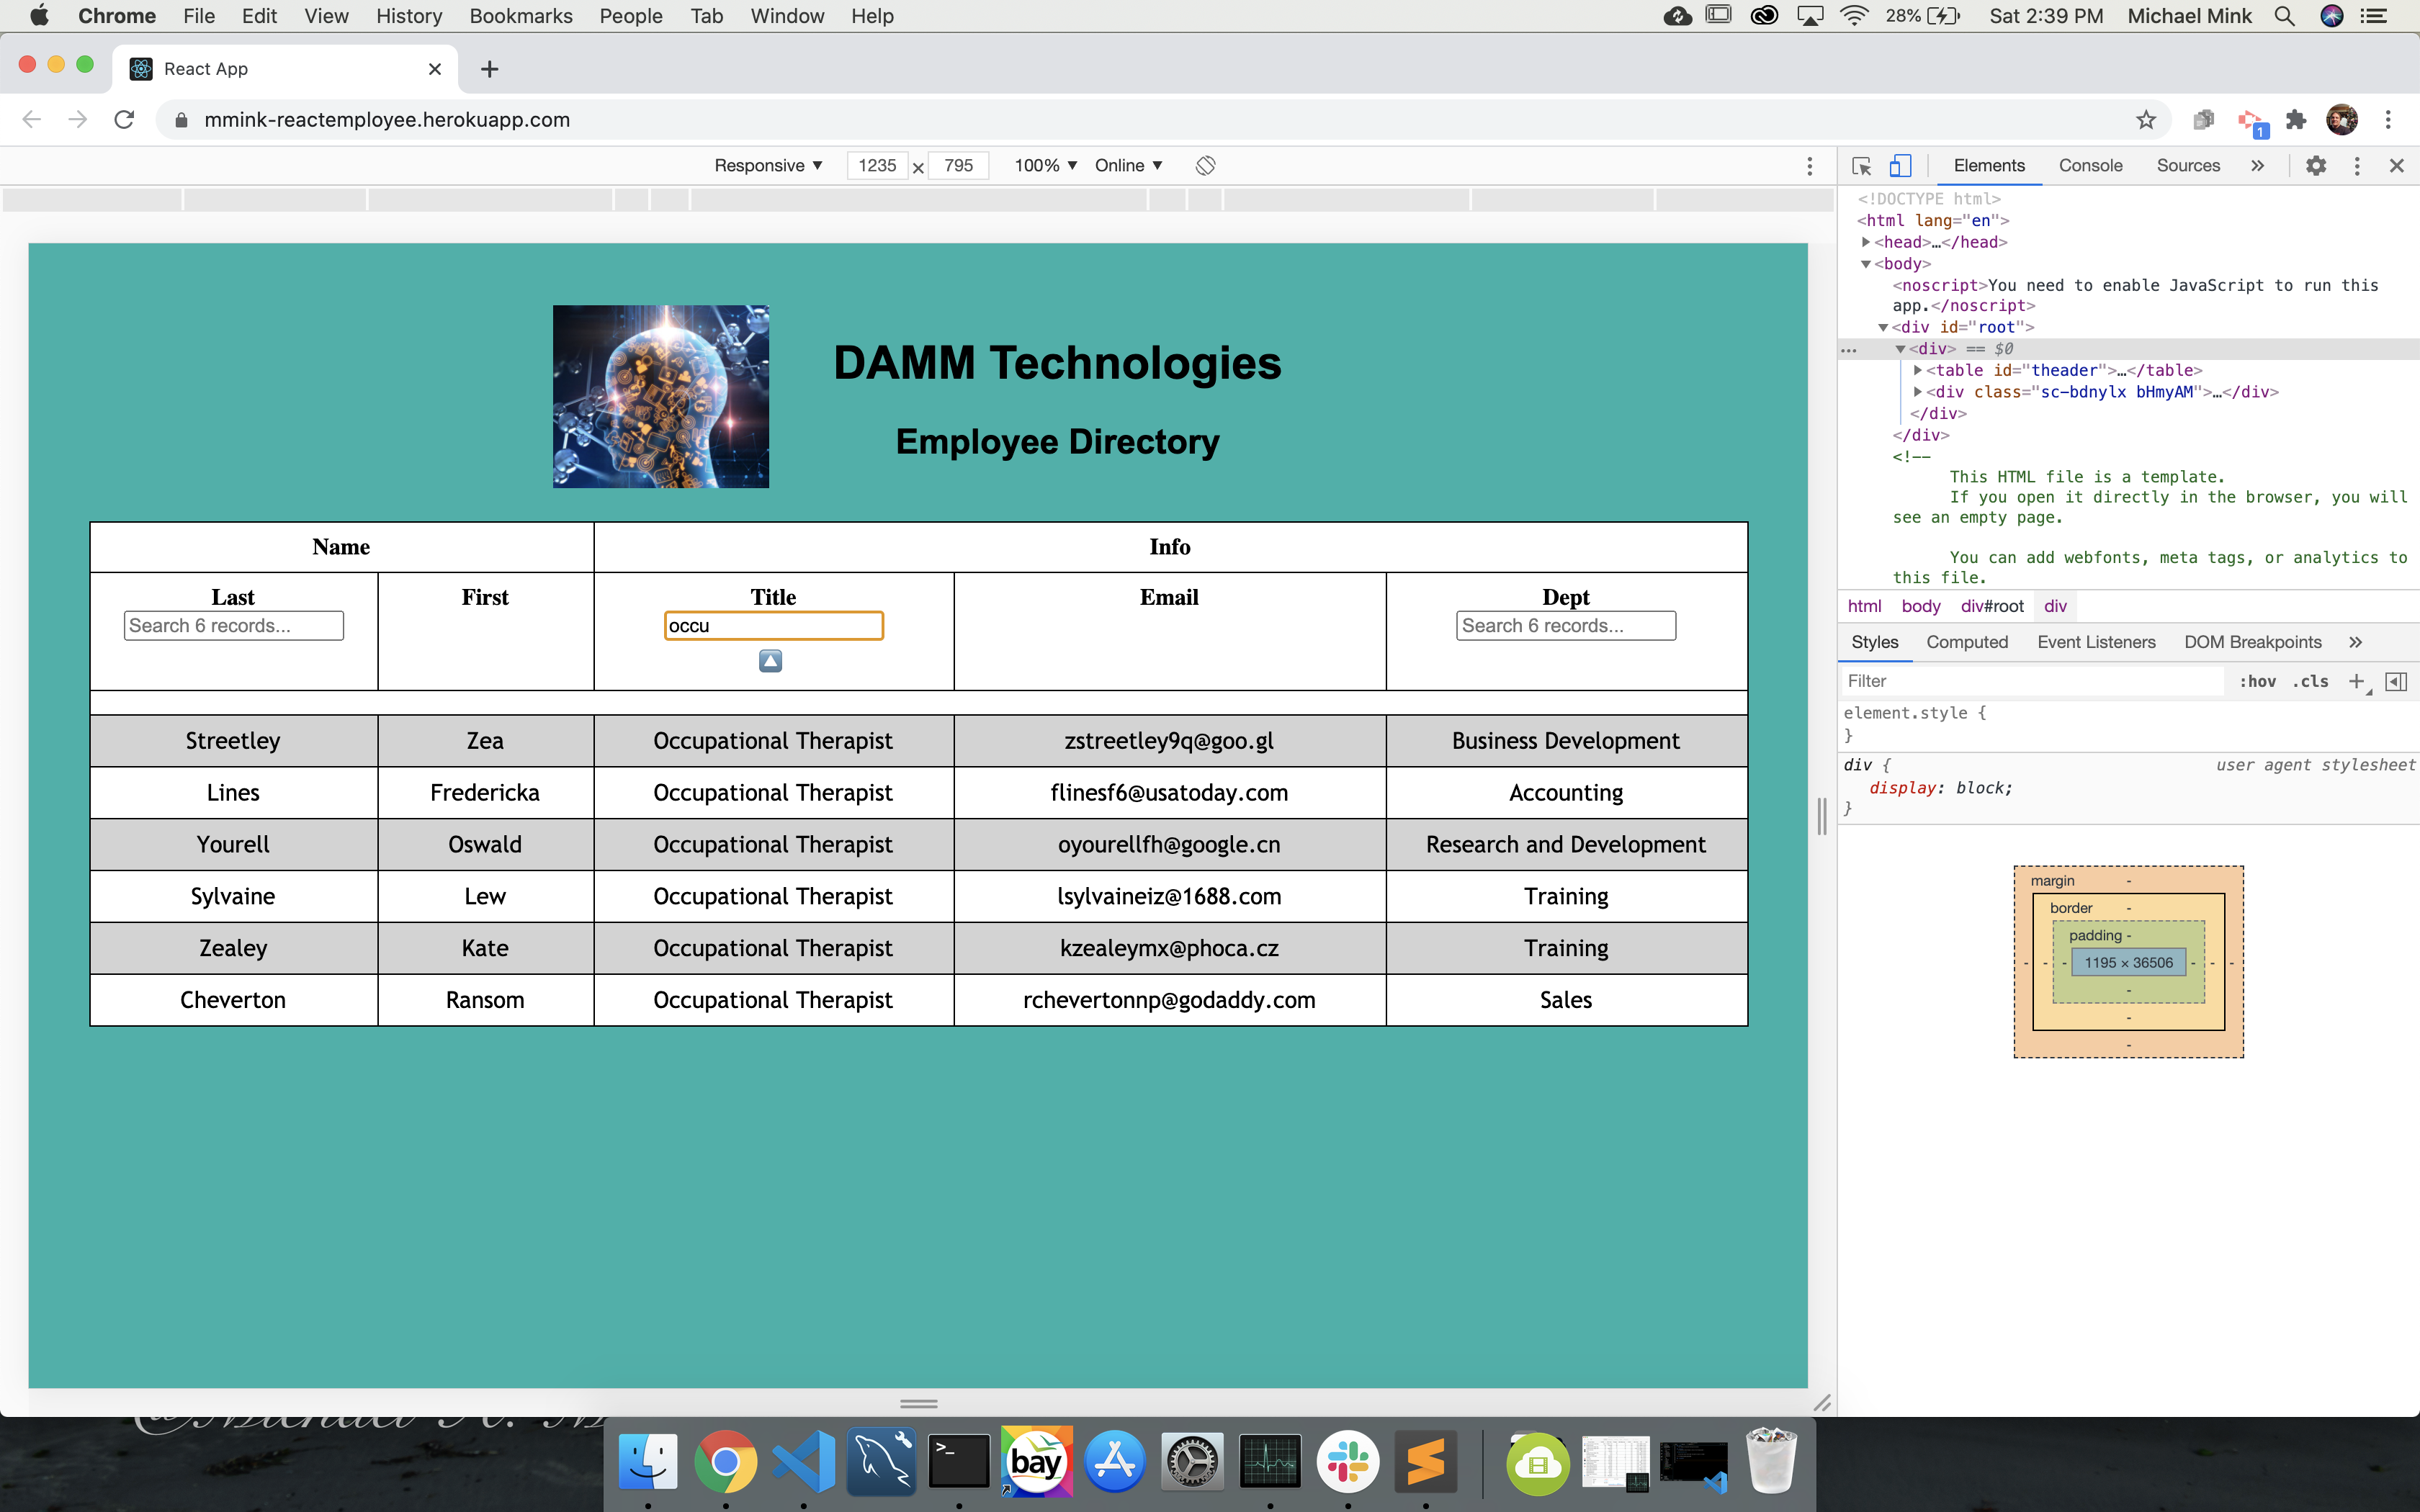 Chrome File Edit View History Bookmarks People Tab Window Help 28% Sat 2:39 PM Michael Mink
React App
mmink-reactemployee.herokuapp.com 1
Responsive ▼ 1235 × 795 100% ▼ Online ▼
Elements Console Sources »
DAMM Technologies
Employee Directory
Name Info
Last First Title Email Dept
Search 6 records... occu Search 6 records...
Streetley Zea Occupational Therapist zstreetley9q@goo.gl Business Development
Lines Fredericka Occupational Therapist flinesf6@usatoday.com Accounting
Yourell Oswald Occupational Therapist oyourellfh@google.cn Research and Development
Sylvaine Lew Occupational Therapist lsylvaineiz@1688.com Training
Zealey Kate Occupational Therapist kzealeymx@phoca.cz Training
Cheverton Ransom Occupational Therapist rchevertonnp@godaddy.com Sales
<!DOCTYPE html>
<html lang="en">
<head>…</head>
<body>
<noscript>You need to enable JavaScript to run this
app.</noscript>
<div id="root">
… <div> == $0
<table id="theader">…</table>
<div class="sc-bdnylx bHmyAM">…</div>
</div>
</div>
<!--
This HTML file is a template.
If you open it directly in the browser, you will
see an empty page.
You can add webfonts, meta tags, or analytics to
this file.
html body div#root div
Styles Computed Event Listeners DOM Breakpoints »
Filter :hov .cls +
element.style {
}
div { user agent stylesheet
display: block;
}
margin -
border -
padding -
- - - 1195 × 36506 - - -
-
-
-
>_
bay